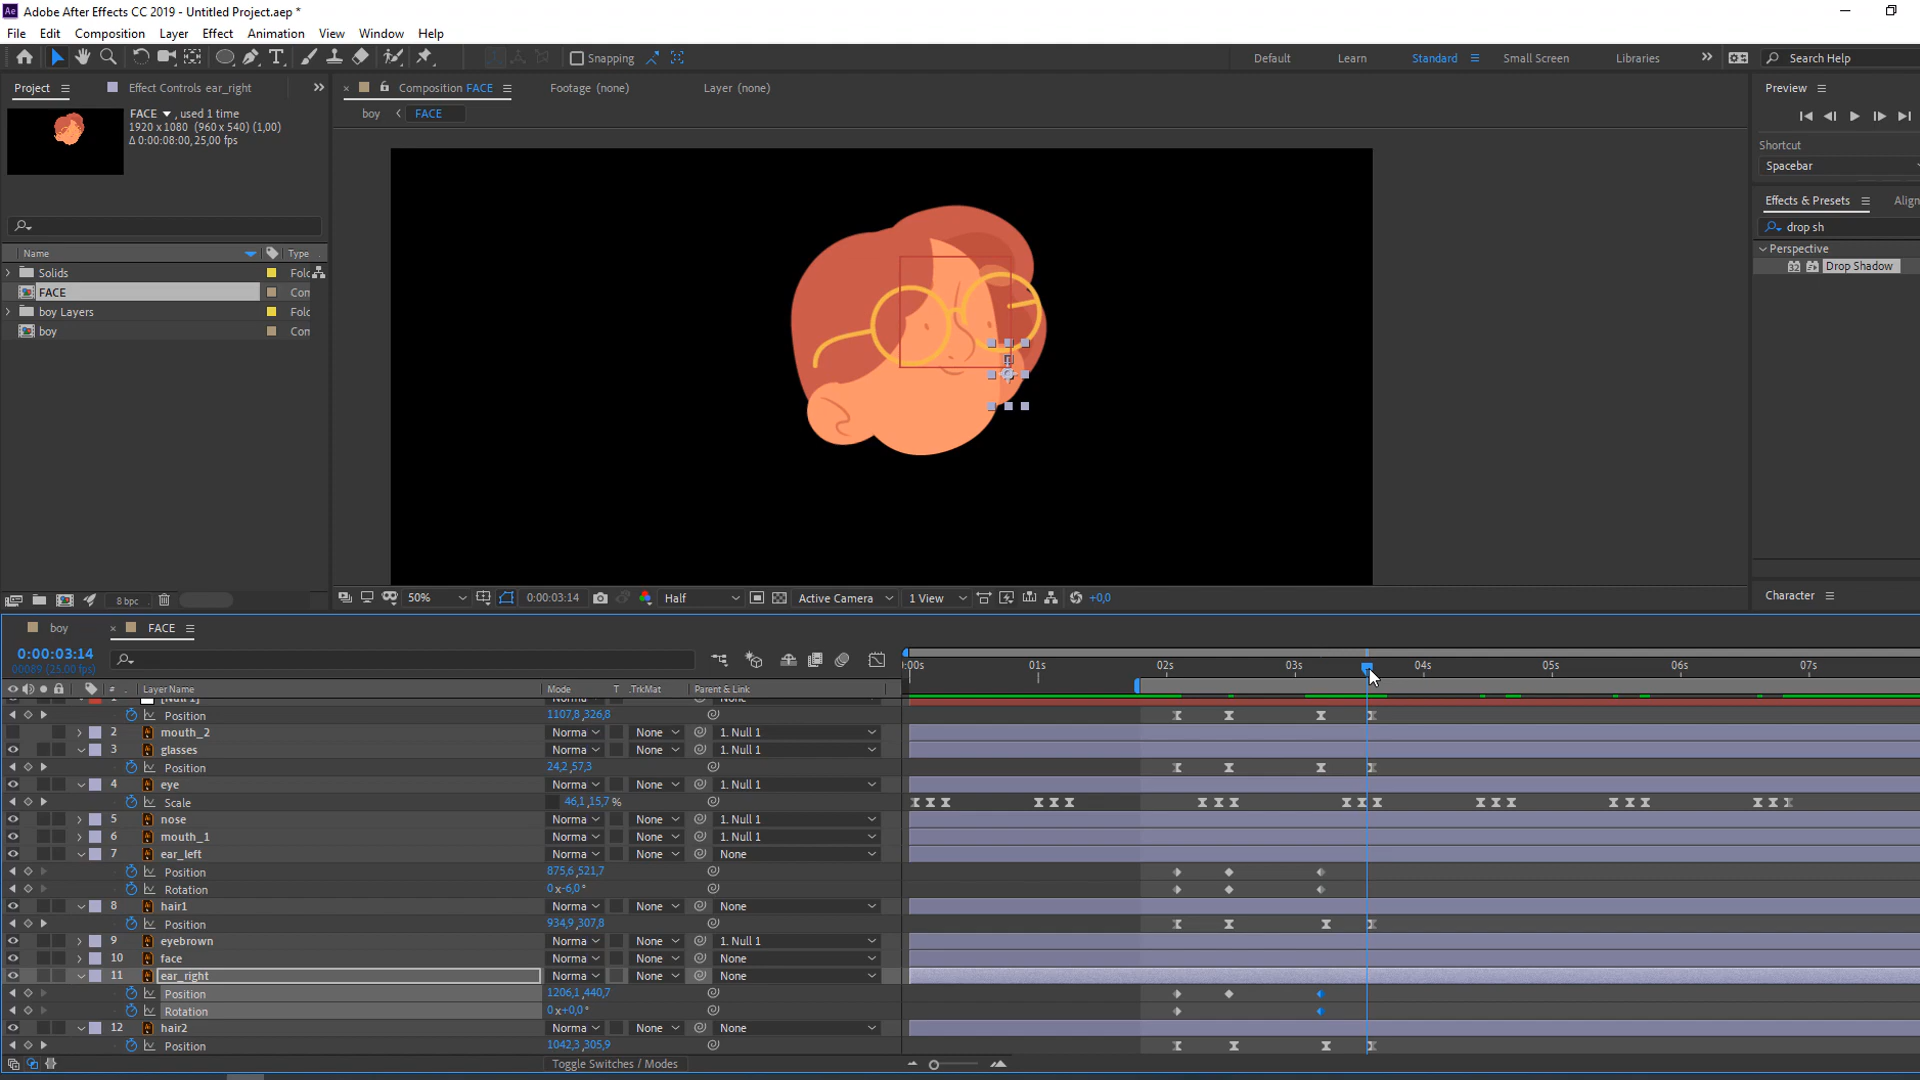 Ae Adobe After Effects CC 2019 - Untitled Project.aep *
File Edit Composition Layer Effect Animation View Window Help
Snapping
Default Learn Standard Small Screen Libraries Search Help
Project Effect Controls ear_right
Composition FACE Footage (none) Layer (none)
Preview
FACE , used 1 time
1920 x 1080 (960 x 540) (1,00)
Δ 0:00:08:00, 25,00 fps
boy FACE
Shortcut
Spacebar
Effects & Presets Align
drop sh
Perspective
32 Drop Shadow
Name Type
Solids Fold
FACE Com
boy Layers Fold
boy Com
8 bpc
50% 0:00:03:14 Half Active Camera 1 View +0,0
Character
boy FACE
0:00:03:14
00089 (25.00 fps)
0:00s 01s 02s 03s 04s 05s 06s 07s
Layer Name Mode T .TrkMat Parent & Link
1 [Null 1]
Position 1107,8,326,8
2 mouth_2 Norma None 1. Null 1
3 glasses Norma None 1. Null 1
Position 24,2,57,3
4 eye Norma None 1. Null 1
Scale 46,1,15,7 %
5 nose Norma None 1. Null 1
6 mouth_1 Norma None 1. Null 1
7 ear_left Norma None None
Position 875,6,521,7
Rotation 0x-6,0°
8 hair1 Norma None None
Position 934,9,307,8
9 eyebrown Norma None 1. Null 1
10 face Norma None None
11 ear_right Norma None None
Position 1206,1,440,7
Rotation 0x+0,0°
12 hair2 Norma None None
Position 1042,3,305,9
Toggle Switches / Modes